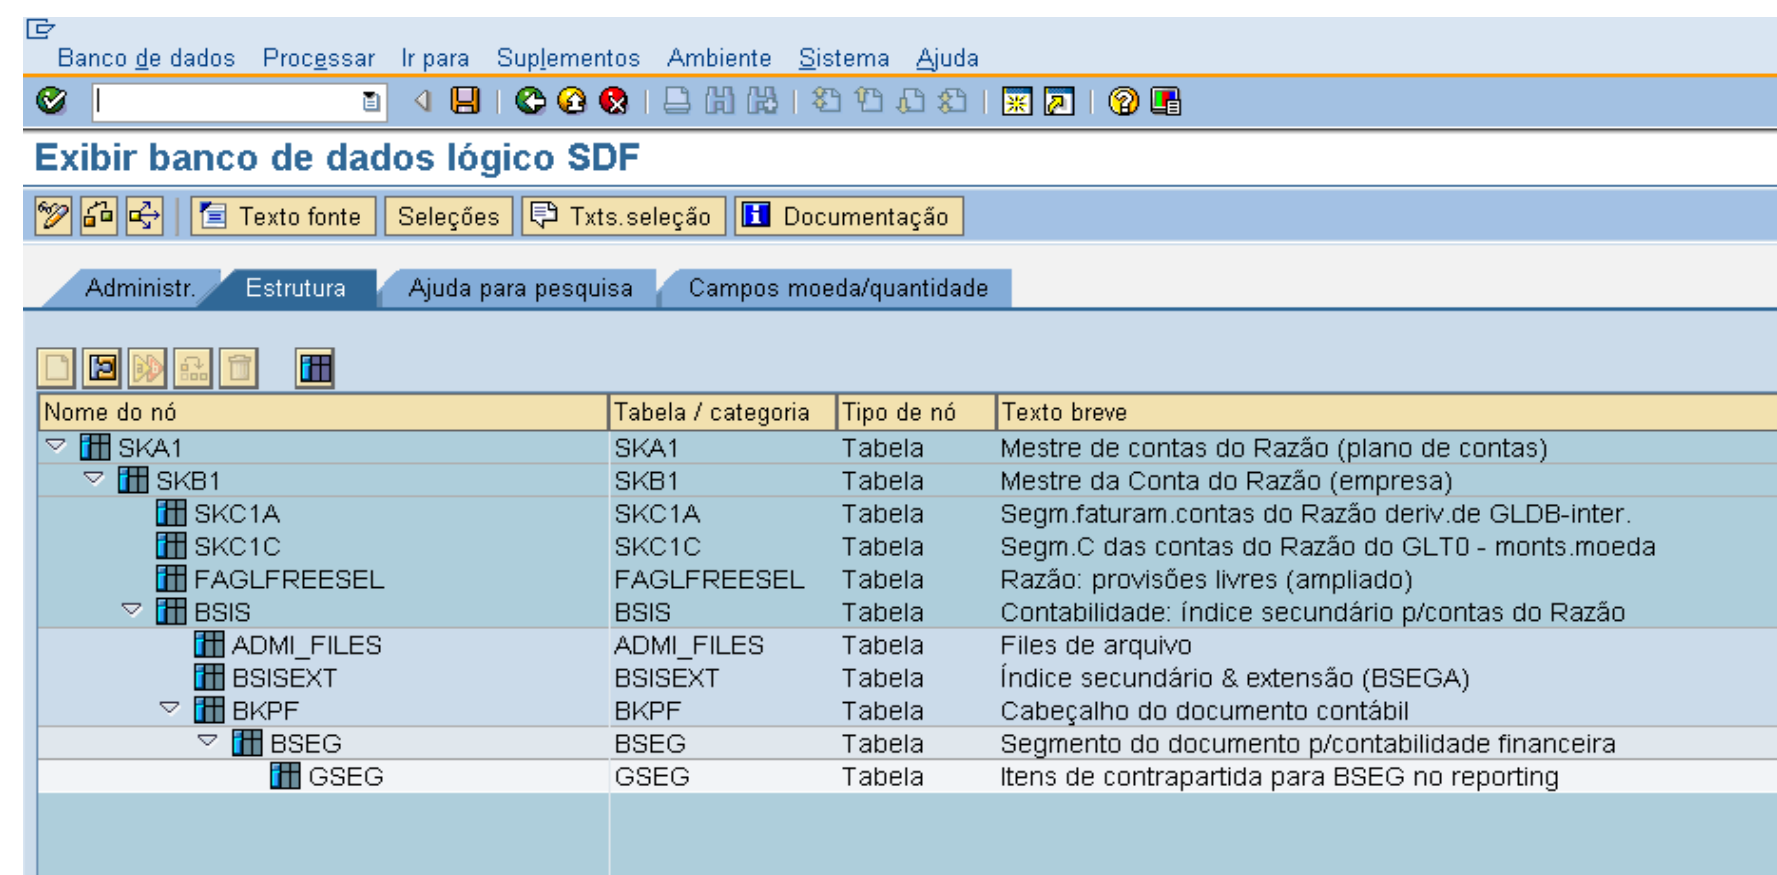 Banco de dados Processar Ir para Suplementos Ambiente Sistema Ajuda
Exibir banco de dados lógico SDF
Texto fonte Seleções Txts.seleção Documentação
Administr. Estrutura Ajuda para pesquisa Campos moeda/quantidade
Nome do nó Tabela / categoria Tipo de nó Texto breve
SKA1 SKA1 Tabela Mestre de contas do Razão (plano de contas)
SKB1 SKB1 Tabela Mestre da Conta do Razão (empresa)
SKC1A SKC1A Tabela Segm.faturam.contas do Razão deriv.de GLDB-inter.
SKC1C SKC1C Tabela Segm.C das contas do Razão do GLT0 - monts.moeda
FAGLFREESEL FAGLFREESEL Tabela Razão: provisões livres (ampliado)
BSIS BSIS Tabela Contabilidade: índice secundário p/contas do Razão
ADMI_FILES ADMI_FILES Tabela Files de arquivo
BSISEXT BSISEXT Tabela Índice secundário & extensão (BSEGA)
BKPF BKPF Tabela Cabeçalho do documento contábil
BSEG BSEG Tabela Segmento do documento p/contabilidade financeira
GSEG GSEG Tabela Itens de contrapartida para BSEG no reporting